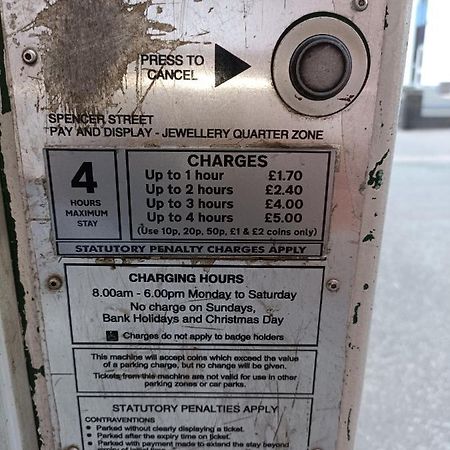 PRESS TO
CANCEL
SPENCER STREET
PAY AND DISPLAY - JEWELLERY QUARTER ZONE
4
HOURS
MAXIMUM
STAY
CHARGES
Up to 1 hour £1.70
Up to 2 hours £2.40
Up to 3 hours £4.00
Up to 4 hours £5.00
(Use 10p, 20p, 50p, £1 & £2 coins only)
STATUTORY PENALTY CHARGES APPLY
CHARGING HOURS
8.00am - 6.00pm Monday to Saturday
No charge on Sundays,
Bank Holidays and Christmas Day
Charges do not apply to badge holders
This machine will accept coins which exceed the value
of a parking charge, but no change will be given.
Tickets from this machine are not valid for use in other
parking zones or car parks.
STATUTORY PENALTIES APPLY
CONTRAVENTIONS
● Parked without clearly displaying a ticket.
● Parked after the expiry time on ticket.
● Parked with payment made to extend the stay beyond